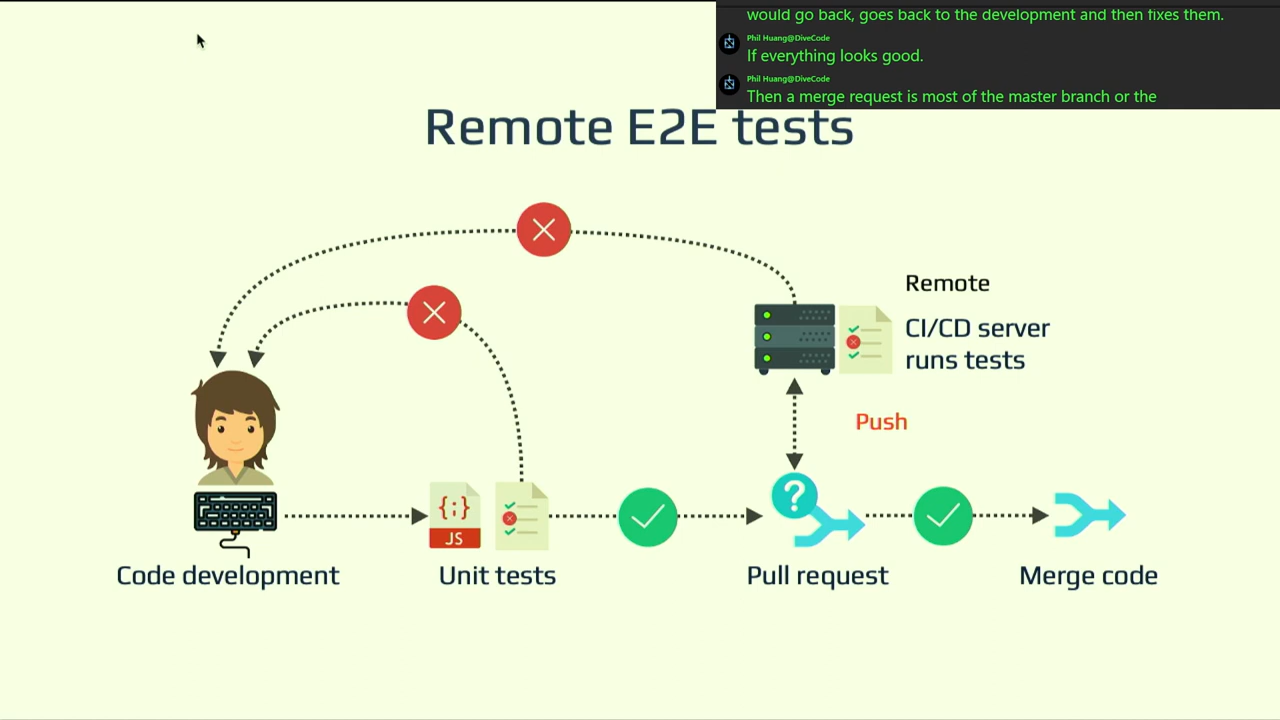 would go back, goes back to the development and then fixes them.
Phil Huang@DiveCode
If everything looks good.
Phil Huang@DiveCode
Then a merge request is most of the master branch or the
Remote E2E tests
Remote
CI/CD server
runs tests
Push
?
{;}
JS
Code development
Unit tests
Pull request
Merge code